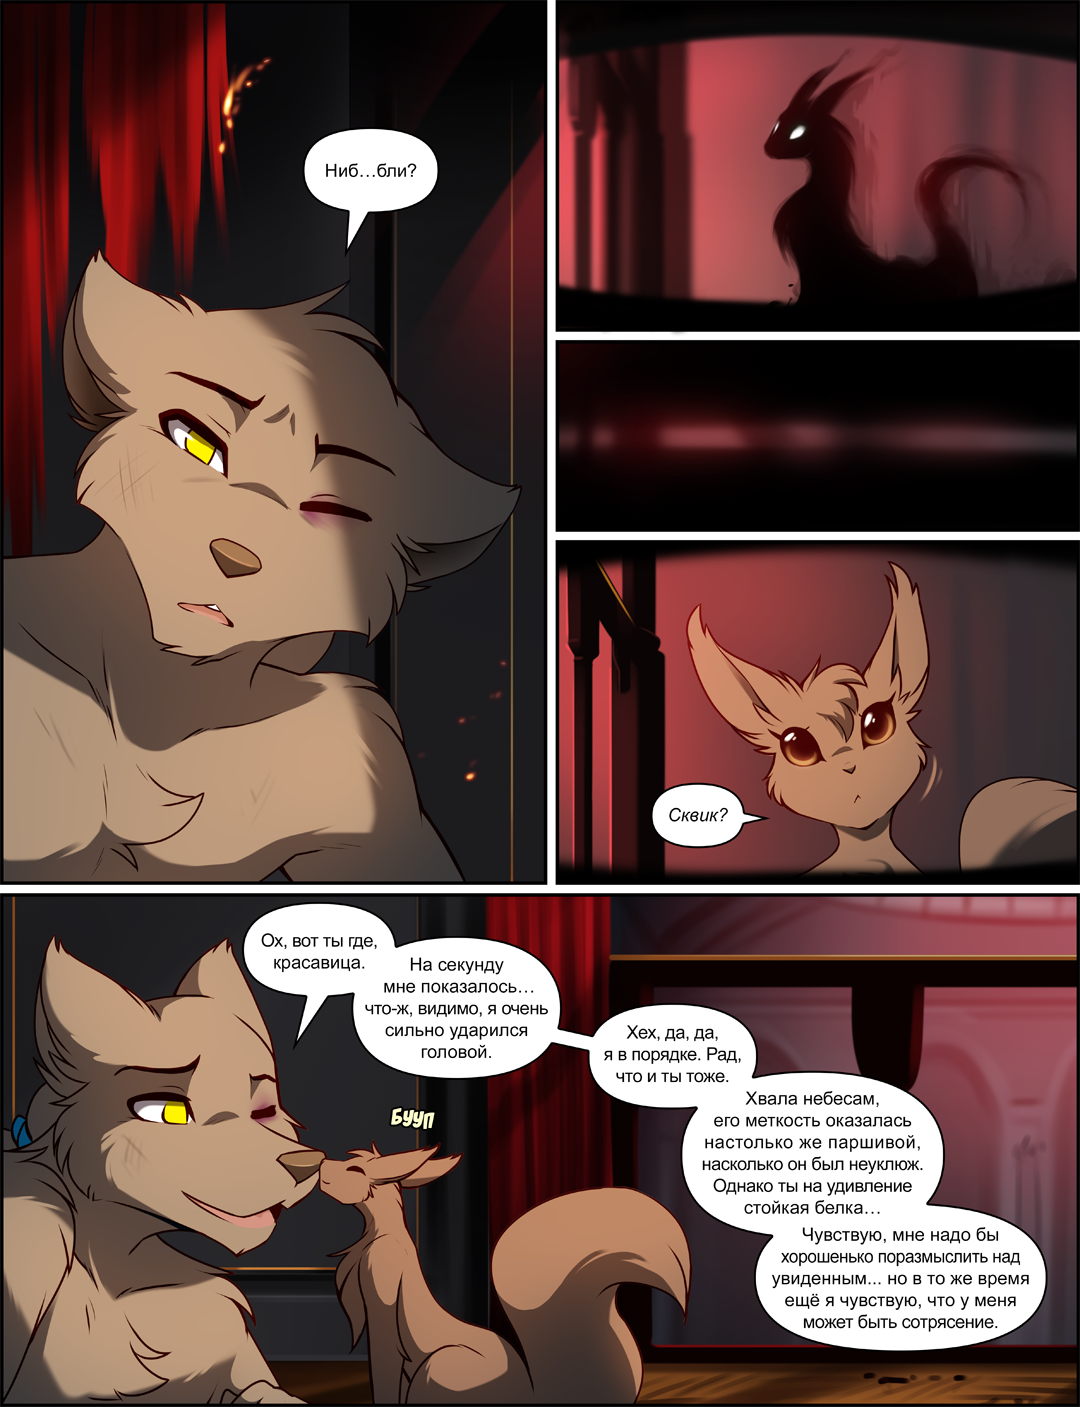 Ниб...бли?
Сквик?
Ох, вот ты где,
красавица.
На секунду
мне показалось...
что-ж, видимо, я очень
сильно ударился
головой.
Хех, да, да,
я в порядке. Рад,
что и ты тоже.
Бууп
Хвала небесам,
его меткость оказалась
настолько же паршивой,
насколько он был неуклюж.
Однако ты на удивление
стойкая белка...
Чувствую, мне надо бы
хорошенько поразмыслить над
увиденным... но в то же время
ещё я чувствую, что у меня
может быть сотрясение.